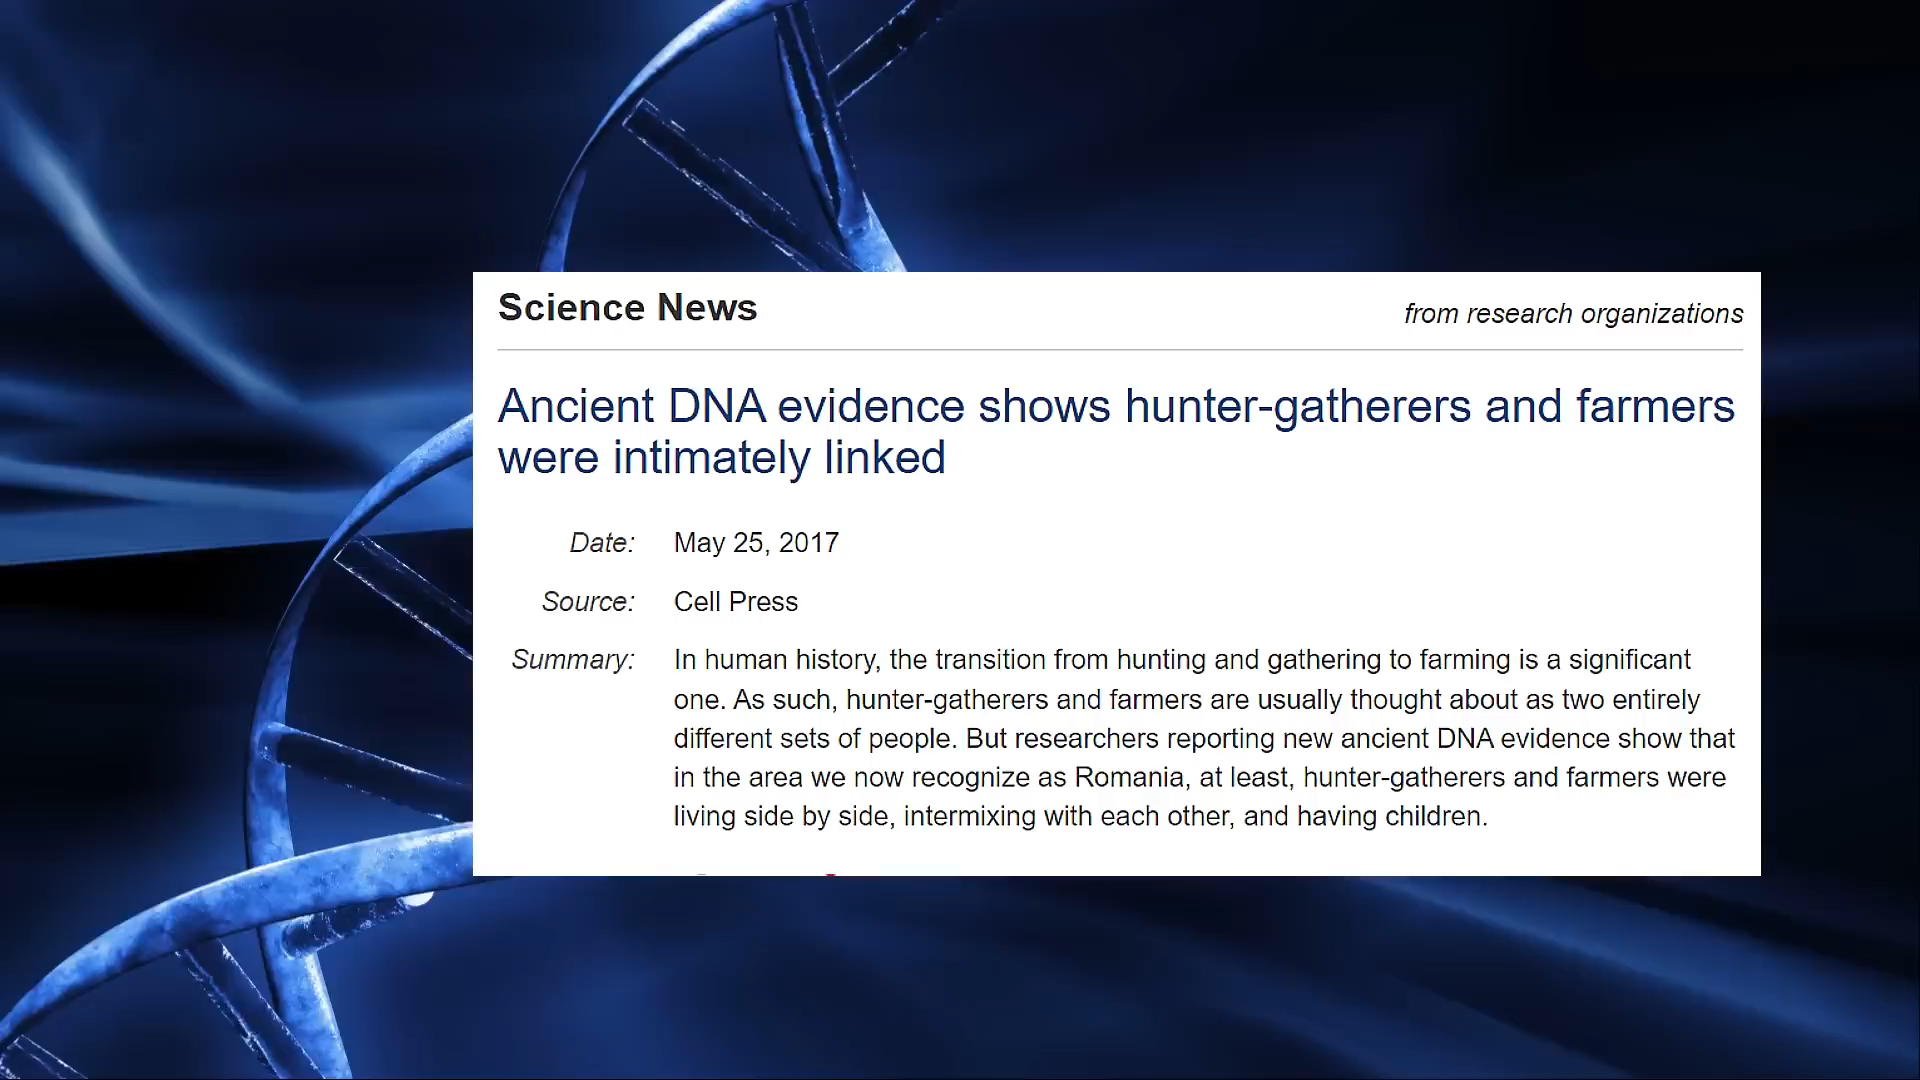 Science News
from research organizations
Ancient DNA evidence shows hunter-gatherers and farmers
were intimately linked
Date: May 25, 2017
Source: Cell Press
Summary: In human history, the transition from hunting and gathering to farming is a significant
one. As such, hunter-gatherers and farmers are usually thought about as two entirely
different sets of people. But researchers reporting new ancient DNA evidence show that
in the area we now recognize as Romania, at least, hunter-gatherers and farmers were
living side by side, intermixing with each other, and having children.